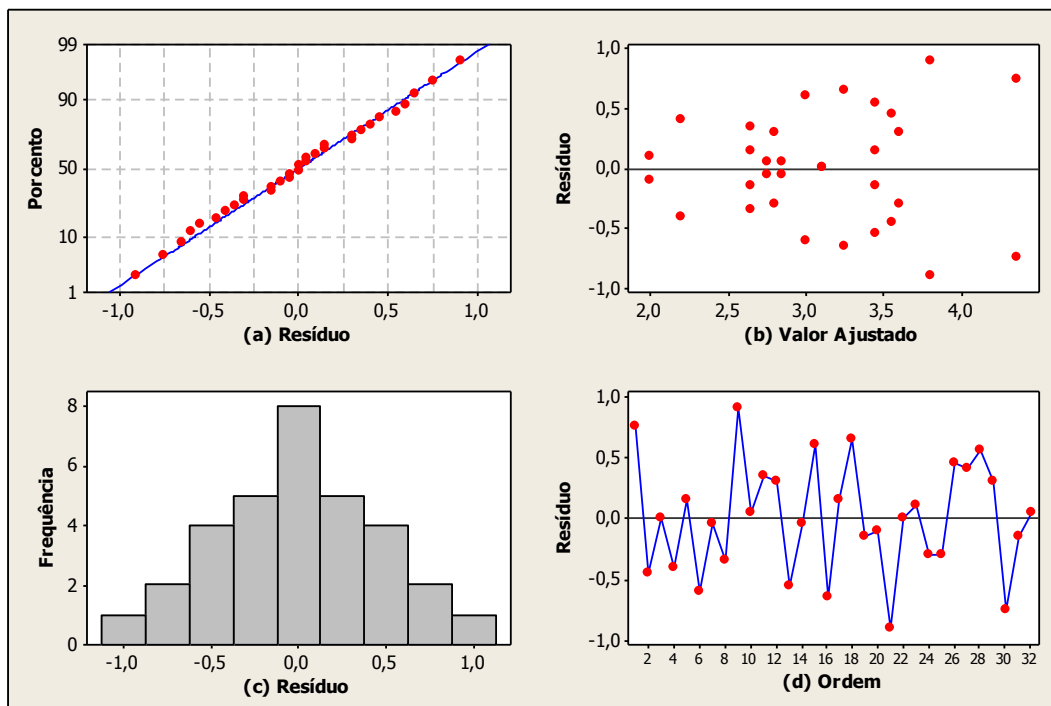 99
90
50
10
1
Porcento
-1,0 -0,5 0,0 0,5 1,0
(a) Resíduo
1,0
0,5
0,0
-0,5
-1,0
Resíduo
2,0 2,5 3,0 3,5 4,0
(b) Valor Ajustado
8
6
4
2
0
Frequência
-1,0 -0,5 0,0 0,5 1,0
(c) Resíduo
1,0
0,5
0,0
-0,5
-1,0
Resíduo
2 4 6 8 10 12 14 16 18 20 22 24 26 28 30 32
(d) Ordem